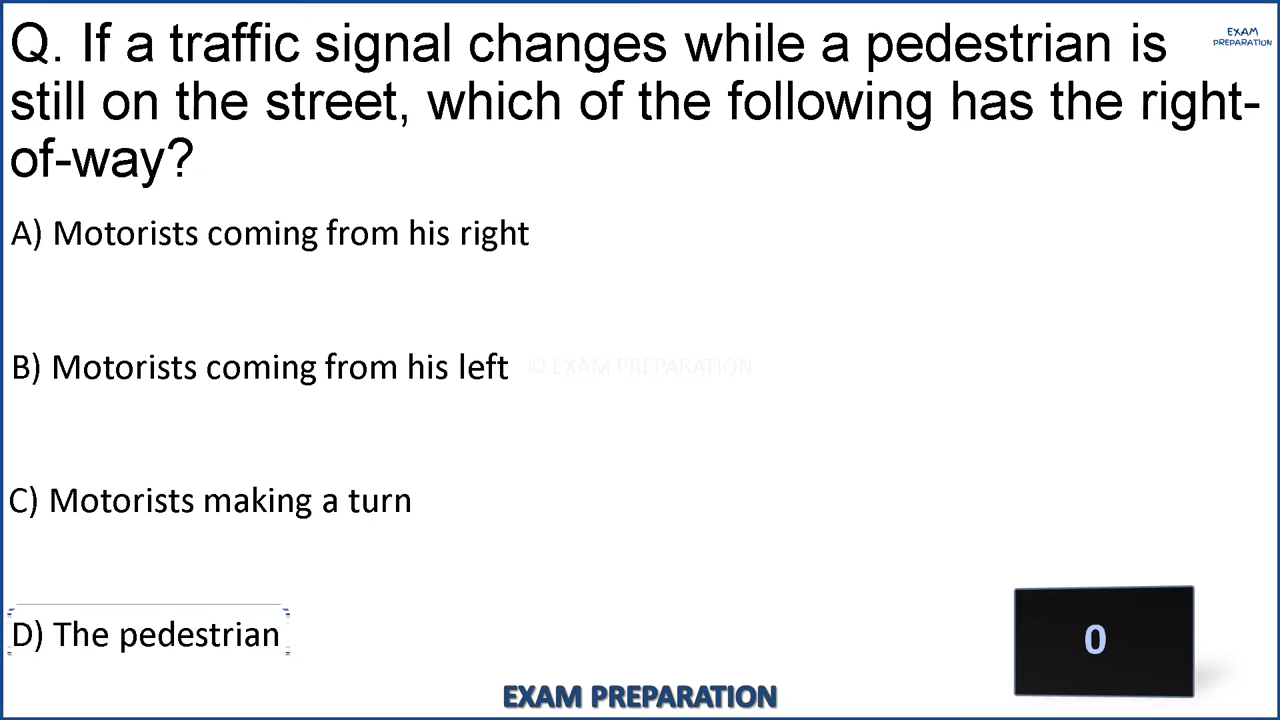 Q. If a traffic signal changes while a pedestrian is
still on the street, which of the following has the right-
of-way?
EXAM
PREPARATION
A) Motorists coming from his right
B) Motorists coming from his left
© EXAM PREPARATION
C) Motorists making a turn
D) The pedestrian
0
EXAM PREPARATION